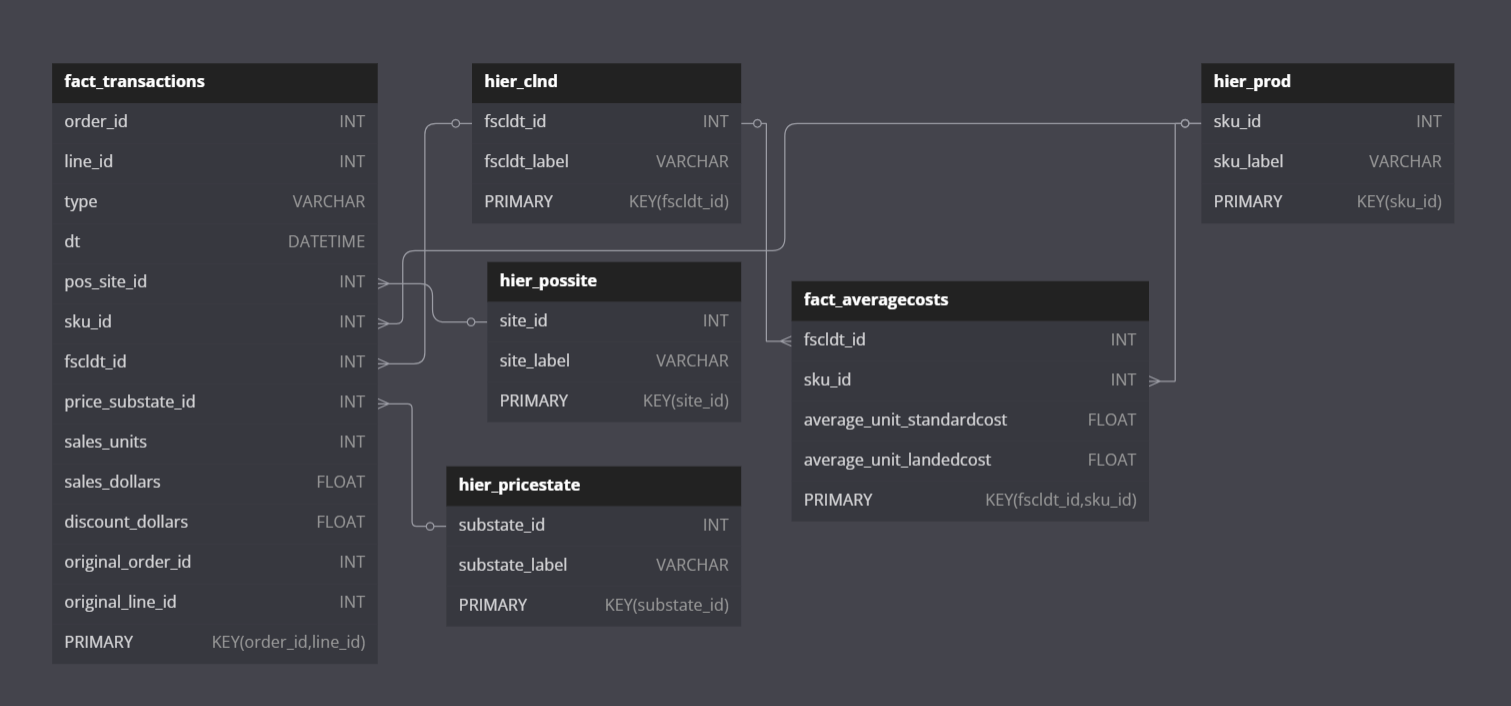 fact_transactions
order_id INT
line_id INT
type VARCHAR
dt DATETIME
pos_site_id INT
sku_id INT
fscldt_id INT
price_substate_id INT
sales_units INT
sales_dollars FLOAT
discount_dollars FLOAT
original_order_id INT
original_line_id INT
PRIMARY KEY(order_id,line_id)
hier_clnd
fscldt_id INT
fscldt_label VARCHAR
PRIMARY KEY(fscldt_id)
hier_possite
site_id INT
site_label VARCHAR
PRIMARY KEY(site_id)
hier_pricestate
substate_id INT
substate_label VARCHAR
PRIMARY KEY(substate_id)
fact_averagecosts
fscldt_id INT
sku_id INT
average_unit_standardcost FLOAT
average_unit_landedcost FLOAT
PRIMARY KEY(fscldt_id,sku_id)
hier_prod
sku_id INT
sku_label VARCHAR
PRIMARY KEY(sku_id)